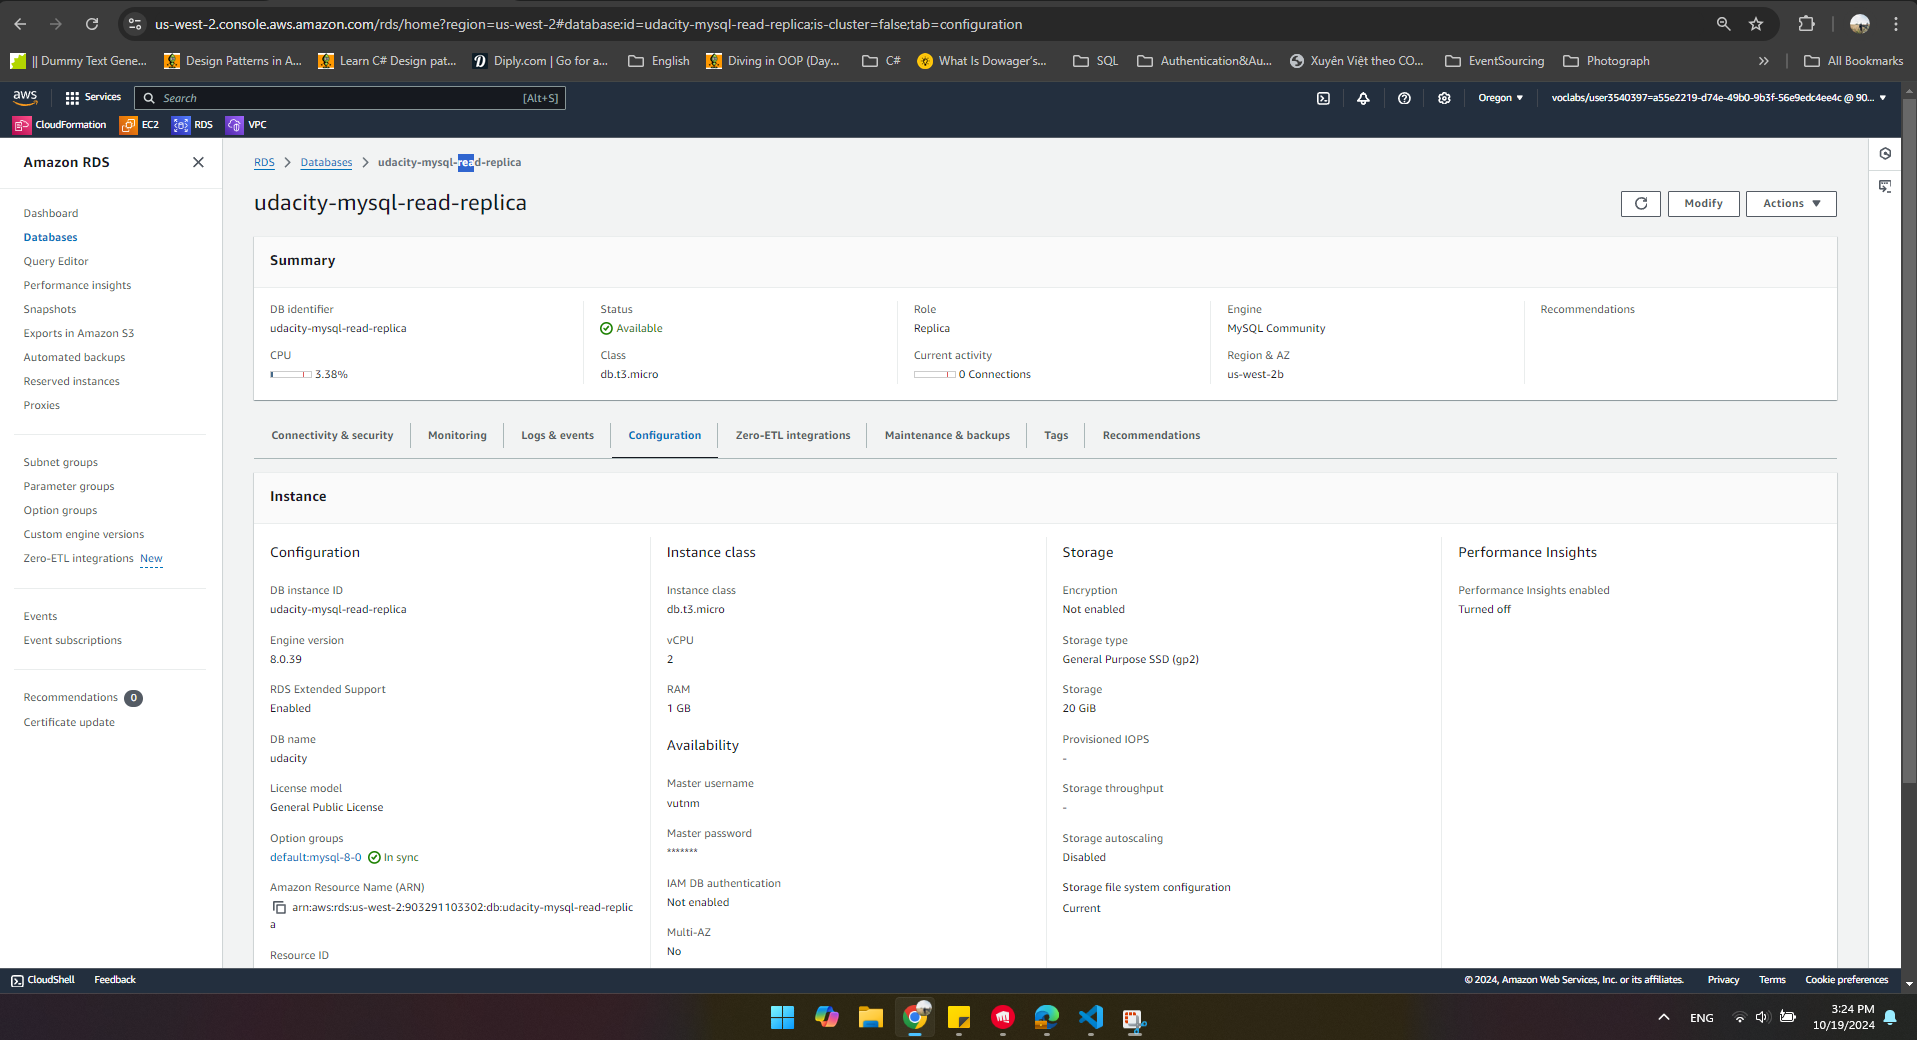 us-west-2.console.aws.amazon.com/rds/home?region=us-west-2#database:id=udacity-mysql-read-replica;is-cluster=false;tab=configuration
|| Dummy Text Gene... Design Patterns in A... Learn C# Design pat... Diply.com | Go for a... English Diving in OOP (Day... C# What Is Dowager's... SQL Authentication&Au... Xuyên Việt theo CO... EventSourcing Photograph » All Bookmarks
aws Services Search [Alt+S] Oregon voclabs/user3540397=a55e2219-d74e-49b0-9b3f-56e9edc4ee4c @ 90...
CloudFormation EC2 RDS VPC
Amazon RDS
Dashboard
Databases
Query Editor
Performance insights
Snapshots
Exports in Amazon S3
Automated backups
Reserved instances
Proxies
Subnet groups
Parameter groups
Option groups
Custom engine versions
Zero-ETL integrations New
Events
Event subscriptions
Recommendations 0
Certificate update
RDS > Databases > udacity-mysql-read-replica
udacity-mysql-read-replica
Modify Actions
Summary
DB identifier
udacity-mysql-read-replica
CPU
3.38%
Status
Available
Class
db.t3.micro
Role
Replica
Current activity
0 Connections
Engine
MySQL Community
Region & AZ
us-west-2b
Recommendations
Connectivity & security Monitoring Logs & events Configuration Zero-ETL integrations Maintenance & backups Tags Recommendations
Instance
Configuration
DB instance ID
udacity-mysql-read-replica
Engine version
8.0.39
RDS Extended Support
Enabled
DB name
udacity
License model
General Public License
Option groups
default:mysql-8-0 In sync
Amazon Resource Name (ARN)
arn:aws:rds:us-west-2:903291103302:db:udacity-mysql-read-replic
a
Resource ID
Instance class
Instance class
db.t3.micro
vCPU
2
RAM
1 GB
Availability
Master username
vutnm
Master password
*******
IAM DB authentication
Not enabled
Multi-AZ
No
Storage
Encryption
Not enabled
Storage type
General Purpose SSD (gp2)
Storage
20 GiB
Provisioned IOPS
-
Storage throughput
-
Storage autoscaling
Disabled
Storage file system configuration
Current
Performance Insights
Performance Insights enabled
Turned off
CloudShell Feedback © 2024, Amazon Web Services, Inc. or its affiliates. Privacy Terms Cookie preferences
ENG
3:24 PM
10/19/2024